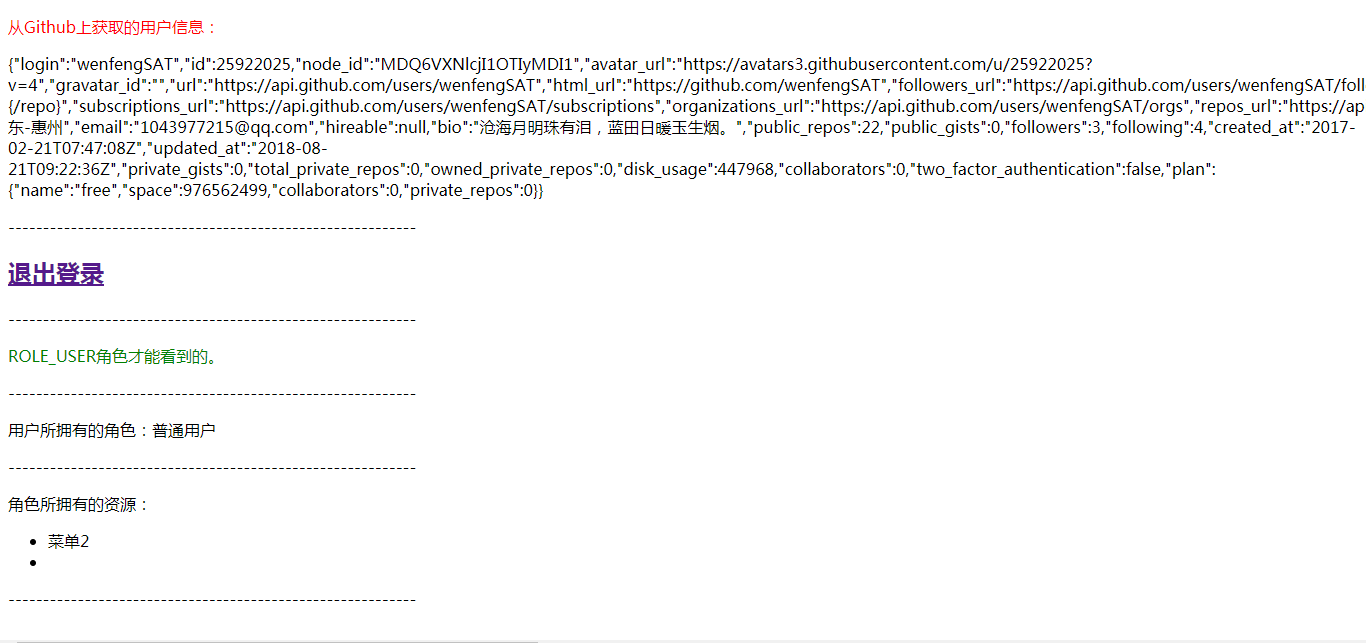 从Github上获取的用户信息：
{"login":"wenfengSAT","id":25922025,"node_id":"MDQ6VXNlcjI1OTIyMDI1","avatar_url":"https://avatars3.githubusercontent.com/u/25922025?
v=4","gravatar_id":"","url":"https://api.github.com/users/wenfengSAT","html_url":"https://github.com/wenfengSAT","followers_url":"https://api.github.com/users/wenfengSAT/foll
{/repo}","subscriptions_url":"https://api.github.com/users/wenfengSAT/subscriptions","organizations_url":"https://api.github.com/users/wenfengSAT/orgs","repos_url":"https://ap
东-惠州","email":"1043977215@qq.com","hireable":null,"bio":"沧海月明珠有泪，蓝田日暖玉生烟。","public_repos":22,"public_gists":0,"followers":3,"following":4,"created_at":"2017-
02-21T07:47:08Z","updated_at":"2018-08-
21T09:22:36Z","private_gists":0,"total_private_repos":0,"owned_private_repos":0,"disk_usage":447968,"collaborators":0,"two_factor_authentication":false,"plan":
{"name":"free","space":976562499,"collaborators":0,"private_repos":0}}
-----------------------------------------------------------
退出登录
-----------------------------------------------------------
ROLE_USER角色才能看到的。
-----------------------------------------------------------
用户所拥有的角色：普通用户
-----------------------------------------------------------
角色所拥有的资源：
• 菜单2
•
-----------------------------------------------------------